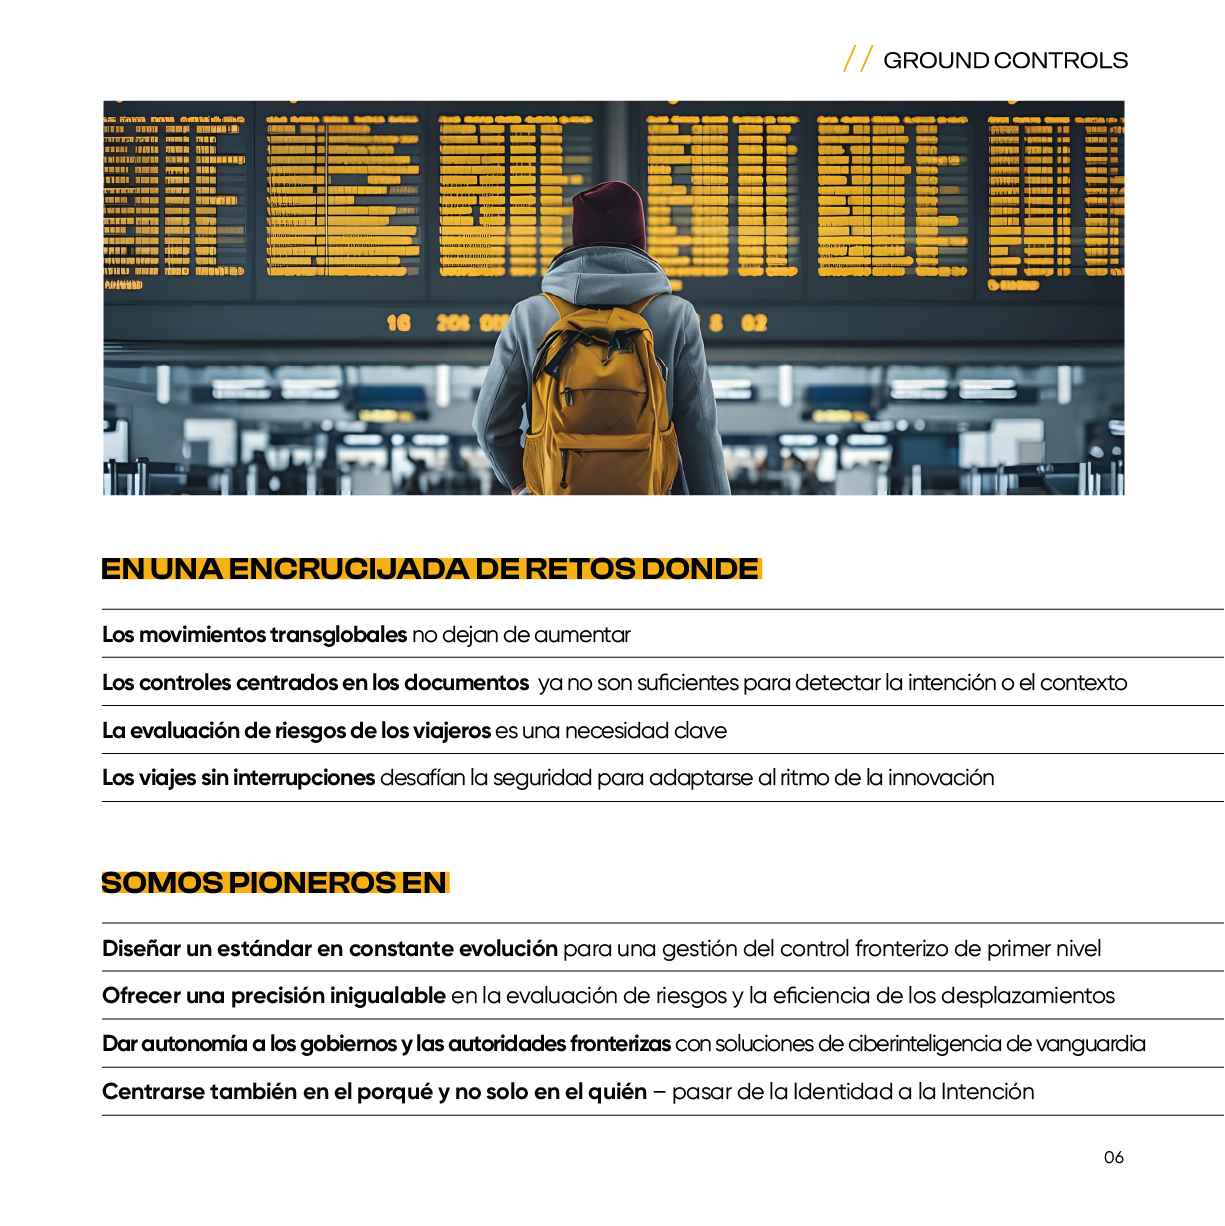 // GROUND CONTROLS
16
02
EN UNA ENCRUCIJADA DE RETOS DONDE
Los movimientos transglobales no dejan de aumentar
Los controles centrados en los documentos ya no son suficientes para detectar la intención o el contexto
La evaluación de riesgos de los viajeros es una necesidad clave
Los viajes sin interrupciones desafían la seguridad para adaptarse al ritmo de la innovación
SOMOS PIONEROS EN
Diseñar un estándar en constante evolución para una gestión del control fronterizo de primer nivel
Ofrecer una precisión inigualable en la evaluación de riesgos y la eficiencia de los desplazamientos
Dar autonomía a los gobiernos y las autoridades fronterizas con soluciones de ciberinteligencia de vanguardia
Centrarse también en el porqué y no solo en el quién – pasar de la Identidad a la Intención
06